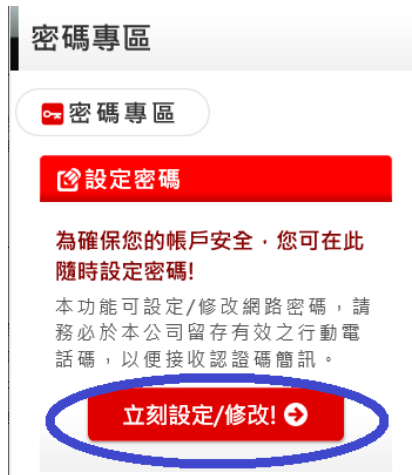 密碼專區
密碼專區
設定密碼
為確保您的帳戶安全，您可在此
隨時設定密碼!
本功能可設定/修改網路密碼，請
務必於本公司留存有效之行動電
話碼，以便接收認證碼簡訊。
立刻設定/修改!